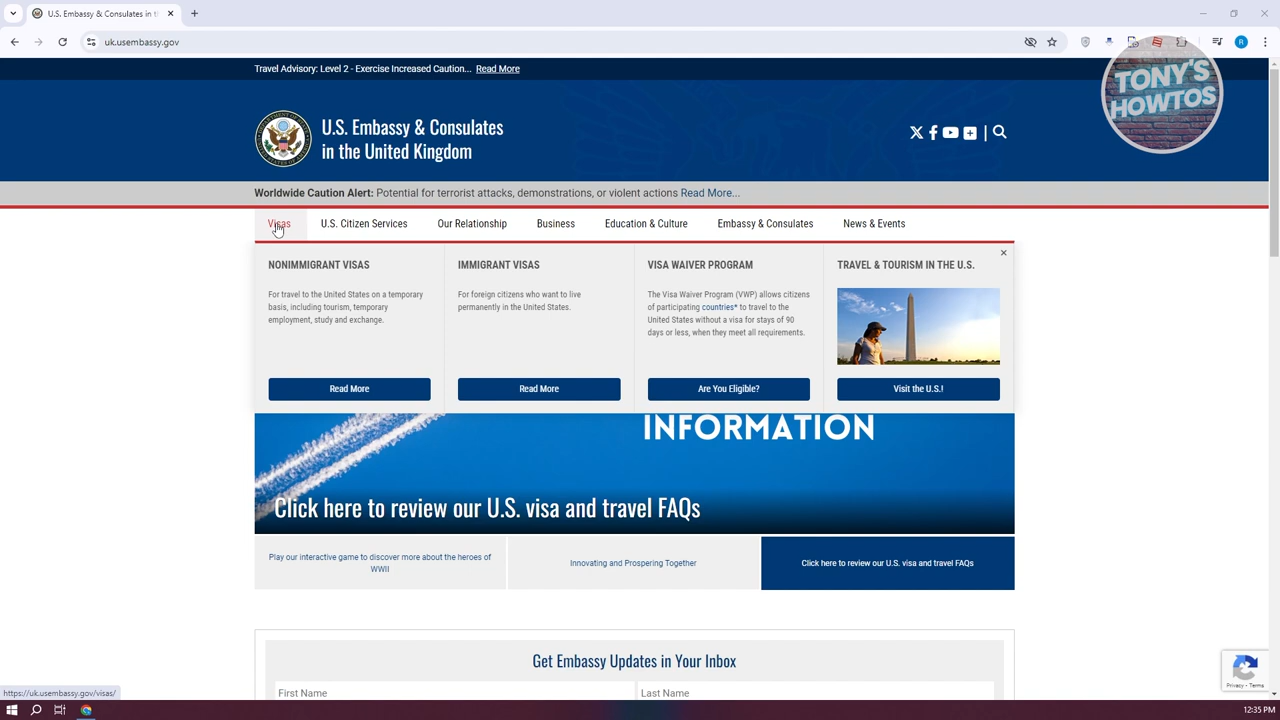 U.S. Embassy & Consulates in t
uk.usembassy.gov
Travel Advisory: Level 2 - Exercise Increased Caution... Read More
TONY'S
HOWTOS
U.S. Embassy & Consulates
in the United Kingdom
Worldwide Caution Alert: Potential for terrorist attacks, demonstrations, or violent actions Read More...
Visas U.S. Citizen Services Our Relationship Business Education & Culture Embassy & Consulates News & Events
NONIMMIGRANT VISAS
For travel to the United States on a temporary
basis, including tourism, temporary
employment, study and exchange.
Read More
IMMIGRANT VISAS
For foreign citizens who want to live
permanently in the United States.
Read More
VISA WAIVER PROGRAM
The Visa Waiver Program (VWP) allows citizens
of participating countries* to travel to the
United States without a visa for stays of 90
days or less, when they meet all requirements.
Are You Eligible?
TRAVEL & TOURISM IN THE U.S.
Visit the U.S.!
INFORMATION
Click here to review our U.S. visa and travel FAQs
Play our interactive game to discover more about the heroes of
WWII
Innovating and Prospering Together
Click here to review our U.S. visa and travel FAQs
Get Embassy Updates in Your Inbox
First Name Last Name
Privacy - Terms
https://uk.usembassy.gov/visas/
12:35 PM